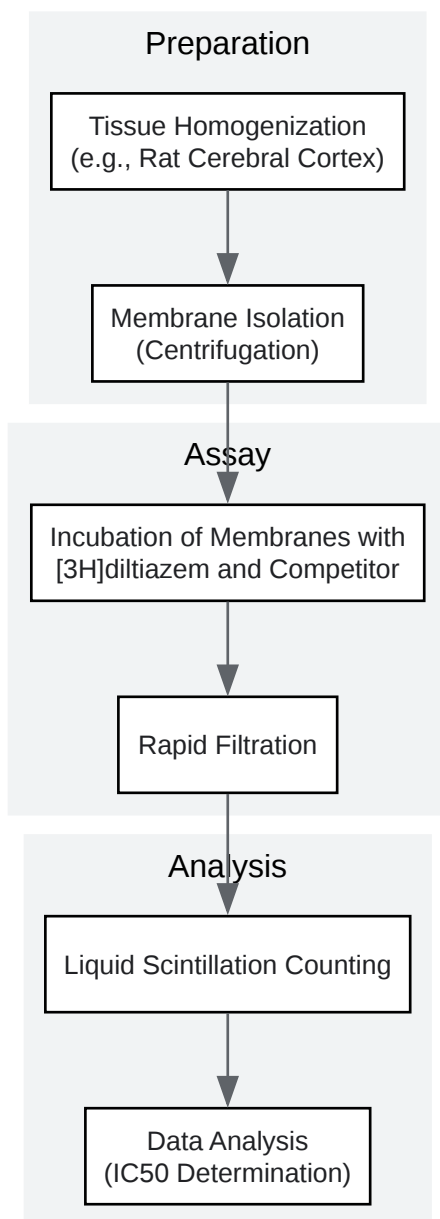 Preparation
Tissue Homogenization
(e.g., Rat Cerebral Cortex)
Membrane Isolation
(Centrifugation)
Assay
Incubation of Membranes with
[3H]diltiazem and Competitor
Rapid Filtration
Analysis
Liquid Scintillation Counting
Data Analysis
(IC50 Determination)